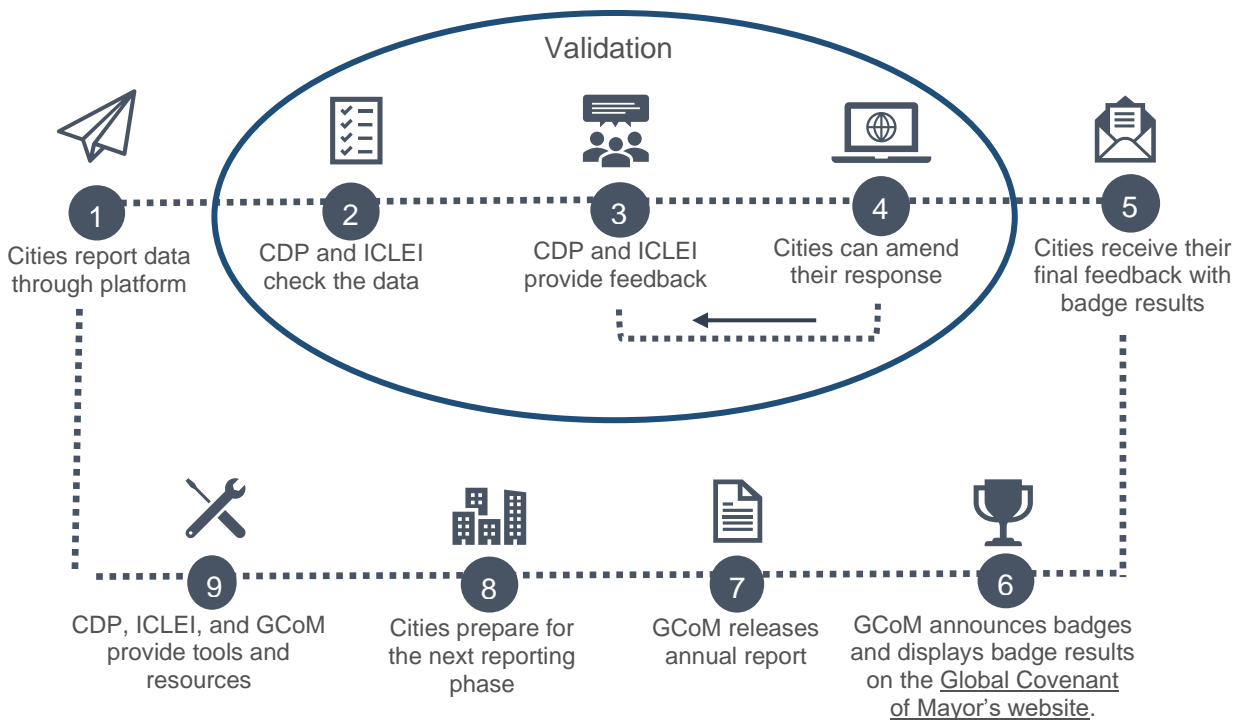 Validation
1
Cities report data
through platform
2
CDP and ICLEI
check the data
3
CDP and ICLEI
provide feedback
4
Cities can amend
their response
5
Cities receive their
final feedback with
badge results
9
CDP, ICLEI, and GCoM
provide tools and
resources
8
Cities prepare for
the next reporting
phase
7
GCoM releases
annual report
6
GCoM announces badges
and displays badge results
on the Global Covenant
of Mayor’s website.